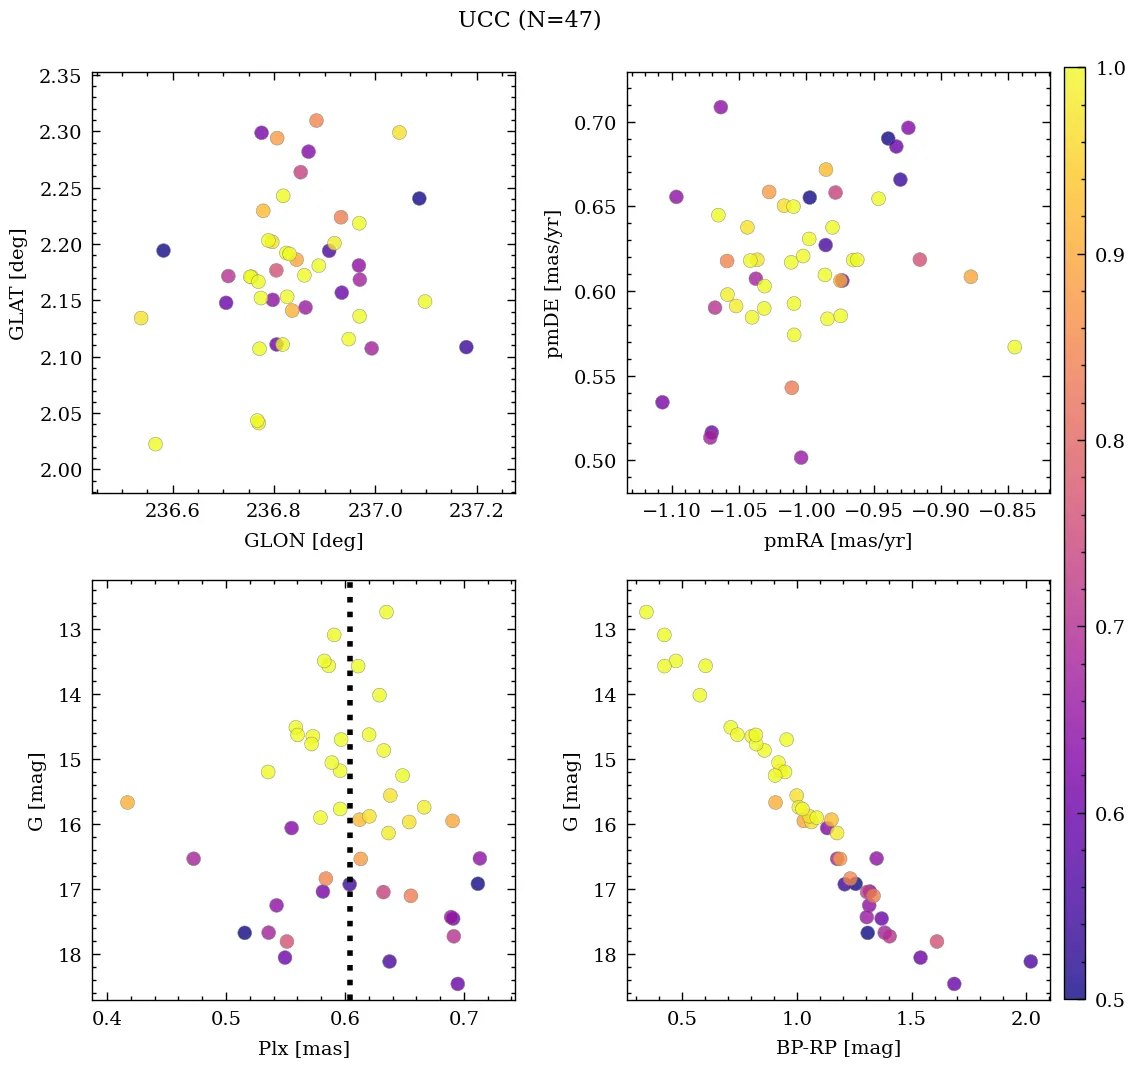 UCC (N=47)
2.35
2.30
2.25
2.20
2.15
2.10
2.05
2.00
GLAT [deg]
236.6 236.8 237.0 237.2
GLON [deg]
0.70
0.65
0.60
0.55
0.50
pmDE [mas/yr]
−1.10 −1.05 −1.00 −0.95 −0.90 −0.85
pmRA [mas/yr]
13
14
15
16
17
18
G [mag]
0.4 0.5 0.6 0.7
Plx [mas]
13
14
15
16
17
18
G [mag]
0.5 1.0 1.5 2.0
BP-RP [mag]
1.0
0.9
0.8
0.7
0.6
0.5